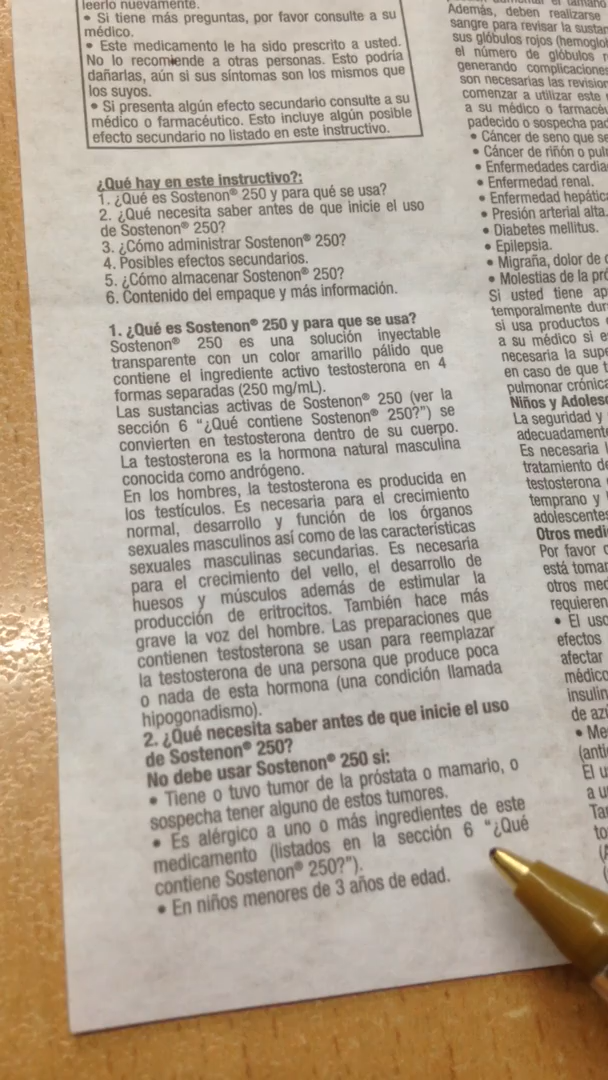 leerlo nuevamente.
• Si tiene más preguntas, por favor consulte a su
médico.
• Este medicamento le ha sido prescrito a usted.
No lo recomiende a otras personas. Esto podría
dañarlas, aún si sus síntomas son los mismos que
los suyos.
• Si presenta algún efecto secundario consulte a su
médico o farmacéutico. Esto incluye algún posible
efecto secundario no listado en este instructivo.
¿Qué hay en este instructivo?:
1. ¿Qué es Sostenon® 250 y para qué se usa?
2. ¿Qué necesita saber antes de que inicie el uso
de Sostenon® 250?
3. ¿Cómo administrar Sostenon® 250?
4. Posibles efectos secundarios.
5. ¿Cómo almacenar Sostenon® 250?
6. Contenido del empaque y más información.
1. ¿Qué es Sostenon® 250 y para que se usa?
Sostenon® 250 es una solución inyectable
transparente con un color amarillo pálido que
contiene el ingrediente activo testosterona en 4
formas separadas (250 mg/mL).
Las sustancias activas de Sostenon® 250 (ver la
sección 6 “¿Qué contiene Sostenon® 250?”) se
convierten en testosterona dentro de su cuerpo.
La testosterona es la hormona natural masculina
conocida como andrógeno.
En los hombres, la testosterona es producida en
los testículos. Es necesaria para el crecimiento
normal, desarrollo y función de los órganos
sexuales masculinos así como de las características
sexuales masculinas secundarias. Es necesaria
para el crecimiento del vello, el desarrollo de
huesos y músculos además de estimular la
producción de eritrocitos. También hace más
grave la voz del hombre. Las preparaciones que
contienen testosterona se usan para reemplazar
la testosterona de una persona que produce poca
o nada de esta hormona (una condición llamada
hipogonadismo).
2. ¿Qué necesita saber antes de que inicie el uso
de Sostenon® 250?
No debe usar Sostenon® 250 si:
• Tiene o tuvo tumor de la próstata o mamario, o
sospecha tener alguno de estos tumores.
• Es alérgico a uno o más ingredientes de este
medicamento (listados en la sección 6 “¿Qué
contiene Sostenon® 250?”).
• En niños menores de 3 años de edad.
Además, deben realizarse
sangre para revisar la
sus glóbulos rojos
el número de glóbulos
generando complicaciones
son necesarias las
comenzar a utilizar este
a su médico o
padecido o sospecha
• Cáncer de seno que
• Cáncer de riñón o
• Enfermedades
• Enfermedad renal.
• Enfermedad
• Presión arterial alta.
• Diabetes mellitus.
• Epilepsia.
• Migraña, dolor de
• Molestias de la
Si usted tiene
temporalmente
si usa productos
a su médico si
necesaria la
en caso de que
pulmonar
Niños y
La seguridad y
adecuadamente
Es necesaria
tratamiento
testosterona
temprano y
adolescentes
Otros
Por favor
está
otros
requieren
• El uso
efectos
afectar
médico
de
El
a